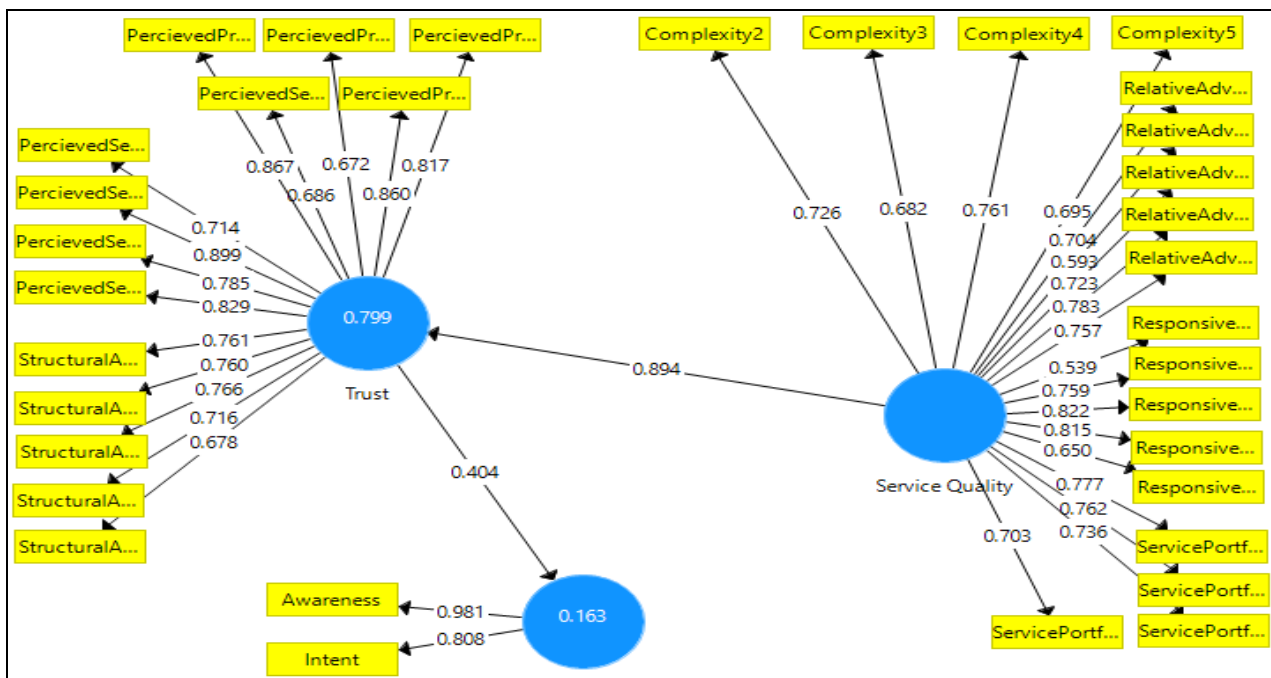 PercievedPr...
PercievedPr...
PercievedPr...
PercievedSe...
PercievedPr...
0.867
0.686
0.672
0.860
0.817
PercievedSe...
PercievedSe...
PercievedSe...
PercievedSe...
0.714
0.899
0.785
0.829
0.761
0.760
0.766
0.716
0.678
StructuralA...
StructuralA...
StructuralA...
StructuralA...
StructuralA...
0.799
Trust
0.894
0.404
Awareness
Intent
0.981
0.808
0.163
Complexity2
Complexity3
Complexity4
Complexity5
RelativeAdv...
RelativeAdv...
RelativeAdv...
RelativeAdv...
RelativeAdv...
0.726
0.682
0.761
0.695
0.704
0.593
0.723
0.783
0.757
Responsive...
Responsive...
Responsive...
Responsive...
Responsive...
0.539
0.759
0.822
0.815
0.650
Service Quality
0.777
0.762
0.736
0.703
ServicePortf...
ServicePortf...
ServicePortf...
ServicePortf...